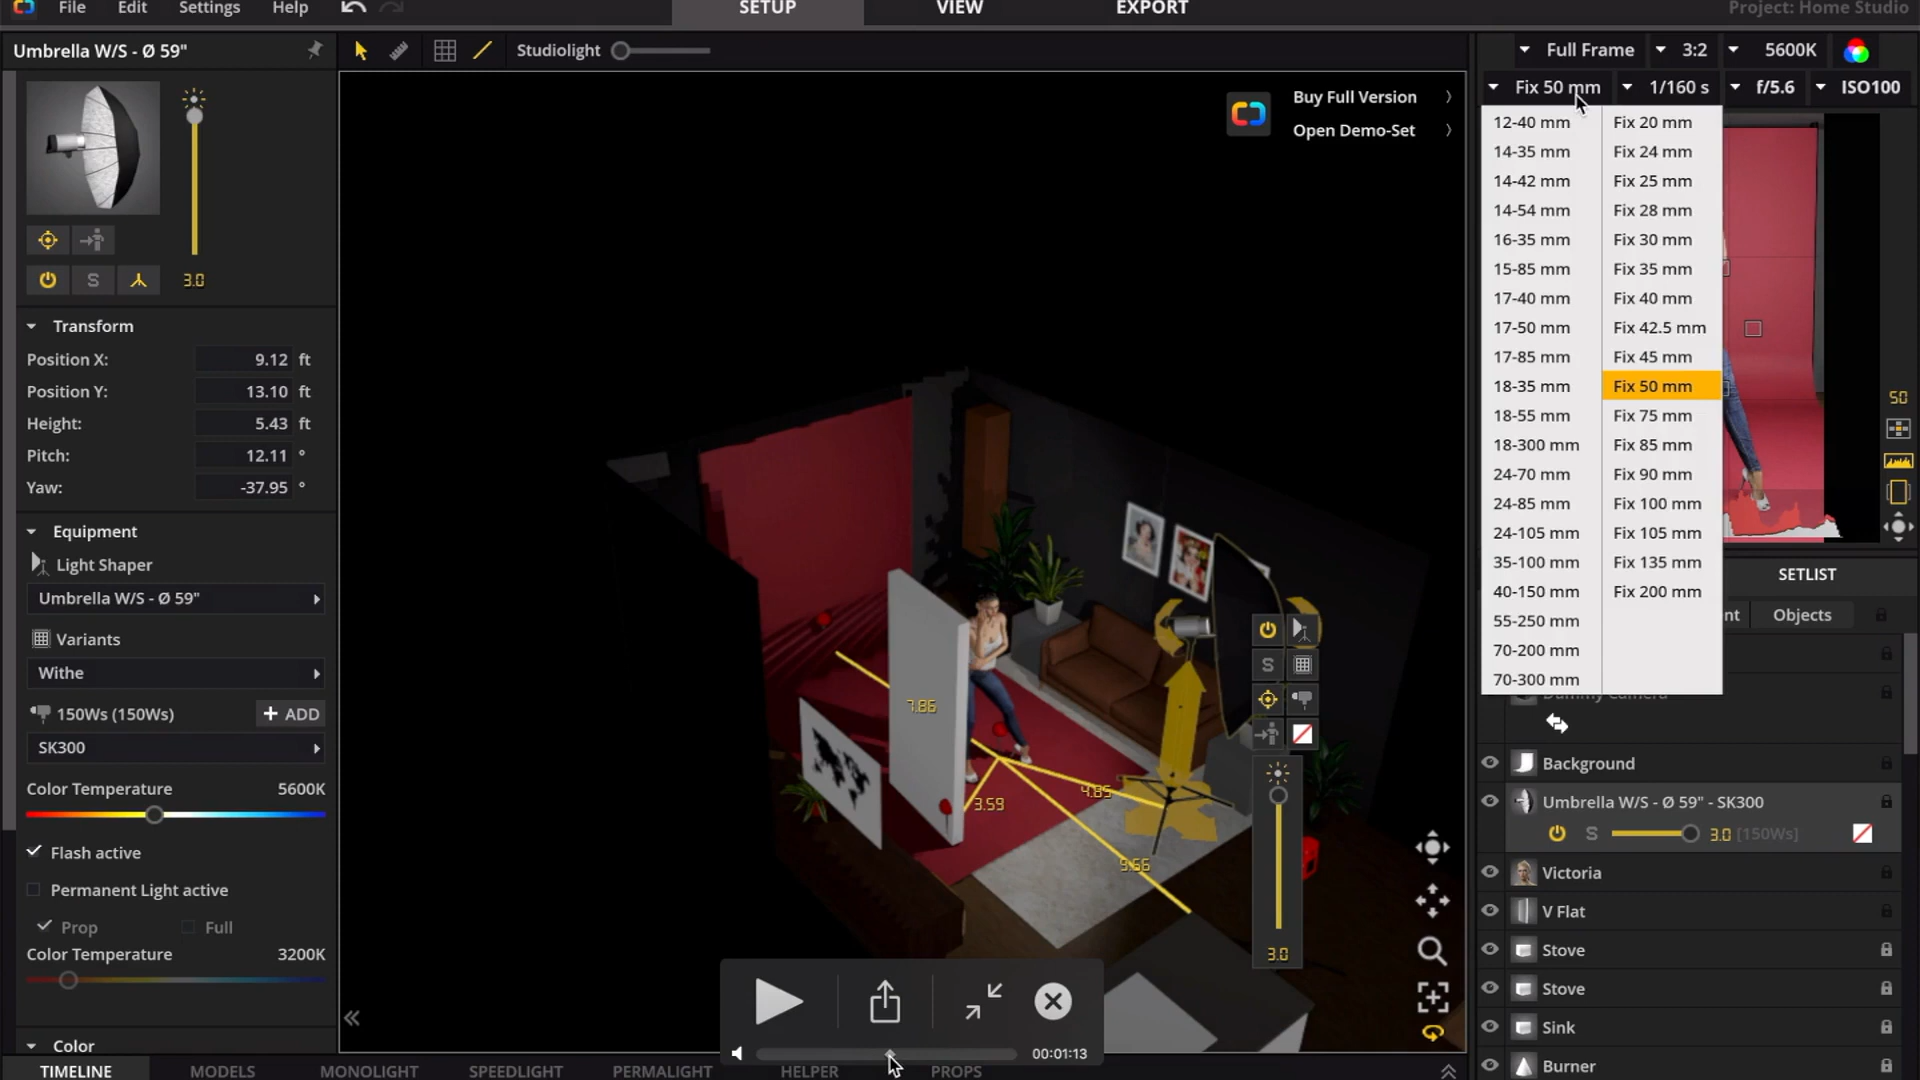 File Edit Settings Help SETUP VIEW EXPORT Project: Home Studio
Umbrella W/S - Ø 59"
S
3.0
Transform
Position X: 9.12 ft
Position Y: 13.10 ft
Height: 5.43 ft
Pitch: 12.11 °
Yaw: -37.95 °
Equipment
Light Shaper
Umbrella W/S - Ø 59"
Variants
Withe
150Ws (150Ws) + ADD
SK300
Color Temperature 5600K
Flash active
Permanent Light active
Prop Full
Color Temperature 3200K
Color
Studiolight
Buy Full Version
Open Demo-Set
7.86
3.59
4.85
9.66
S
3.0
00:01:13
Full Frame 3:2 5600K
Fix 50 mm 1/160 s f/5.6 ISO100
12-40 mm Fix 20 mm
14-35 mm Fix 24 mm
14-42 mm Fix 25 mm
14-54 mm Fix 28 mm
16-35 mm Fix 30 mm
15-85 mm Fix 35 mm
17-40 mm Fix 40 mm
17-50 mm Fix 42.5 mm
17-85 mm Fix 45 mm
18-35 mm Fix 50 mm
18-55 mm Fix 75 mm
18-300 mm Fix 85 mm
24-70 mm Fix 90 mm
24-85 mm Fix 100 mm
24-105 mm Fix 105 mm
35-100 mm Fix 135 mm
40-150 mm Fix 200 mm
55-250 mm
70-200 mm
70-300 mm
50
SETLIST
nt Objects
Dummy Camera
Background
Umbrella W/S - Ø 59" - SK300
S 3.0 [150Ws]
Victoria
V Flat
Stove
Stove
Sink
Burner
TIMELINE MODELS MONOLIGHT SPEEDLIGHT PERMALIGHT HELPER PROPS